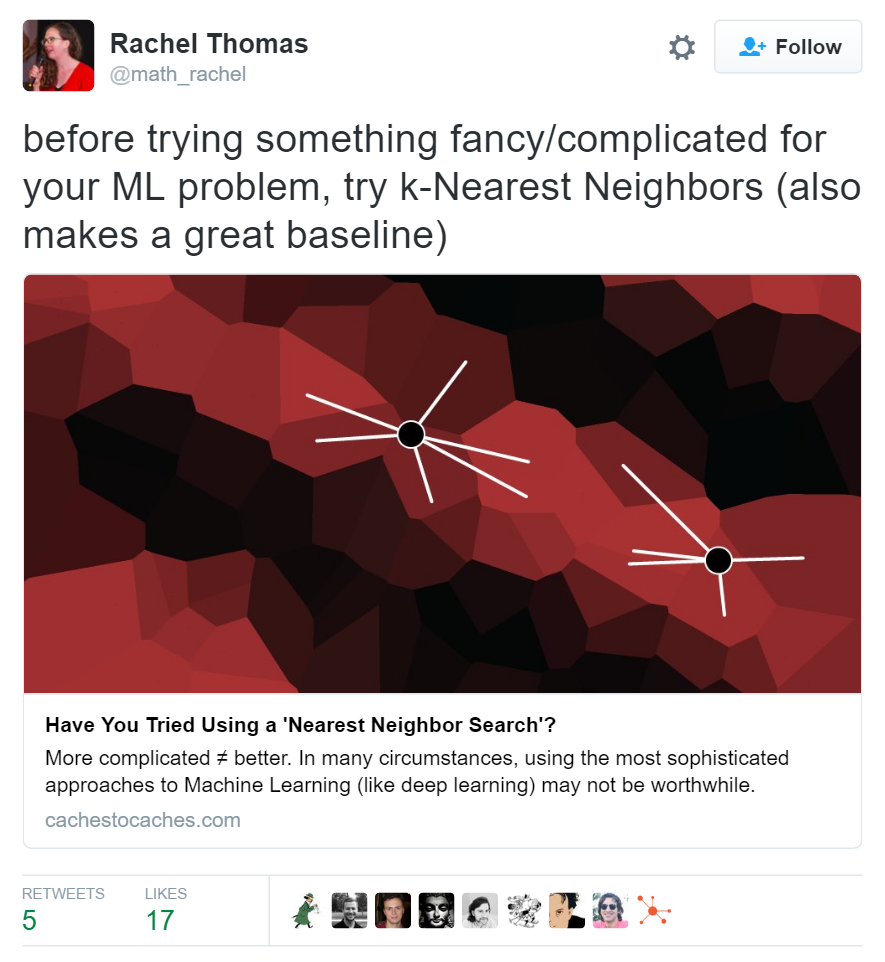 Rachel Thomas
@math_rachel
Follow
before trying something fancy/complicated for
your ML problem, try k-Nearest Neighbors (also
makes a great baseline)
Have You Tried Using a 'Nearest Neighbor Search'?
More complicated ≠ better. In many circumstances, using the most sophisticated
approaches to Machine Learning (like deep learning) may not be worthwhile.
cachestocaches.com
RETWEETS
5
LIKES
17